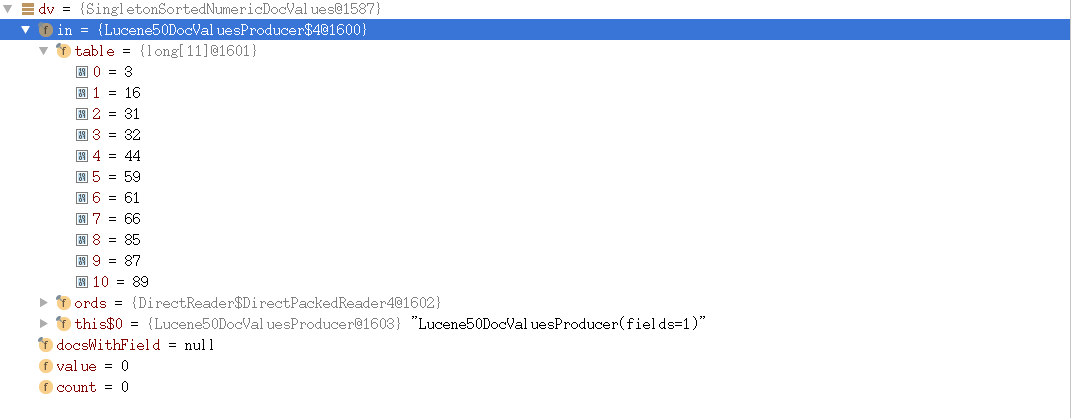 dv = {SingletonSortedNumericDocValues@1587}
in = {Lucene50DocValuesProducer$4@1600}
table = {long[11]@1601}
0 = 3
1 = 16
2 = 31
3 = 32
4 = 44
5 = 59
6 = 61
7 = 66
8 = 85
9 = 87
10 = 89
ords = {DirectReader$DirectPackedReader4@1602}
this$0 = {Lucene50DocValuesProducer@1603} "Lucene50DocValuesProducer(fields=1)"
docsWithField = null
value = 0
count = 0